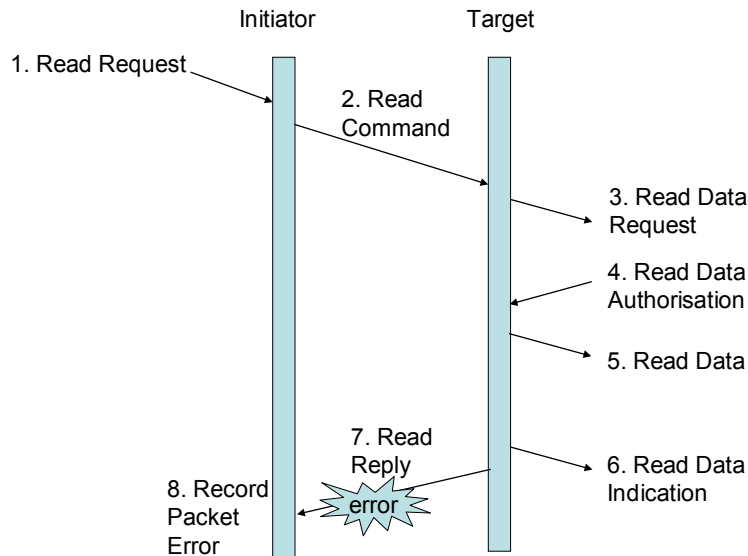 Initiator
Target
1. Read Request
2. Read
Command
3. Read Data
Request
4. Read Data
Authorisation
5. Read Data
6. Read Data
Indication
7. Read
Reply
error
8. Record
Packet
Error